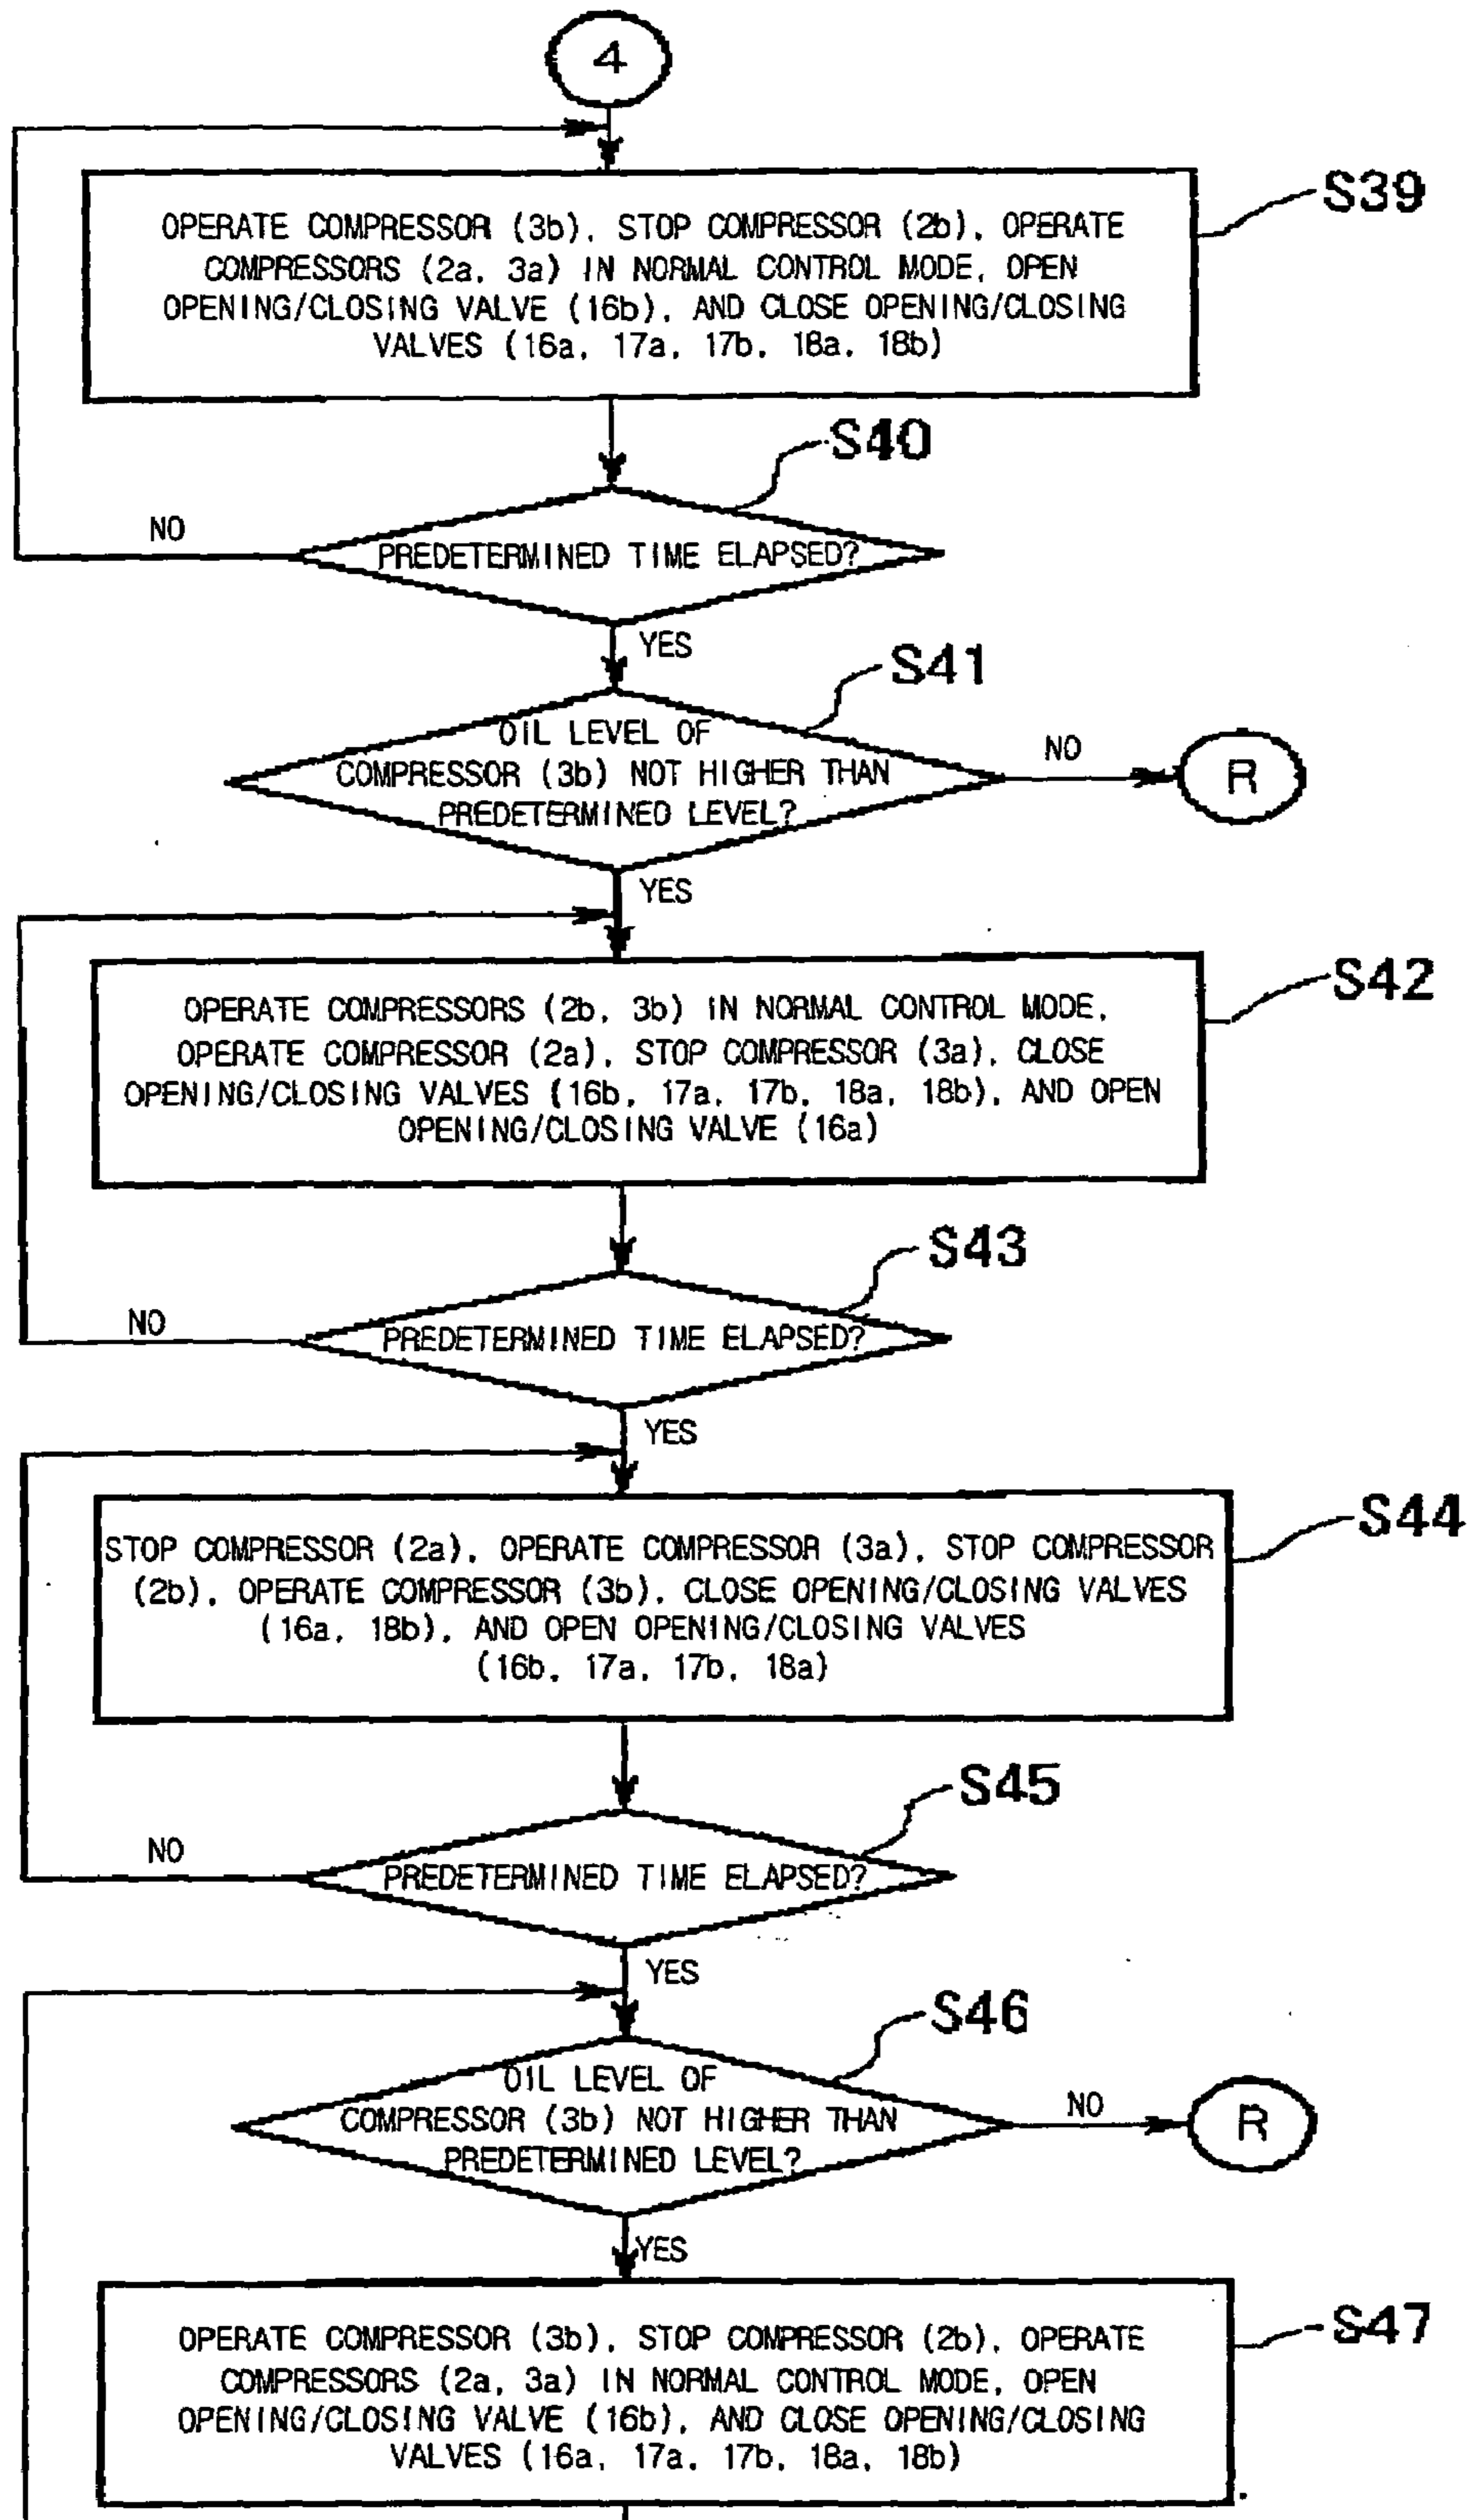 4
S39
OPERATE COMPRESSOR (3b), STOP COMPRESSOR (2b), OPERATE
COMPRESSORS (2a, 3a) IN NORMAL CONTROL MODE, OPEN
OPENING/CLOSING VALVE (16b), AND CLOSE OPENING/CLOSING
VALVES (16a, 17a, 17b, 18a, 18b)
S40
NO
PREDETERMINED TIME ELAPSED?
YES
S41
OIL LEVEL OF
COMPRESSOR (3b) NOT HIGHER THAN
PREDETERMINED LEVEL?
NO
R
YES
S42
OPERATE COMPRESSORS (2b, 3b) IN NORMAL CONTROL MODE,
OPERATE COMPRESSOR (2a), STOP COMPRESSOR (3a), CLOSE
OPENING/CLOSING VALVES (16b, 17a, 17b, 18a, 18b), AND OPEN
OPENING/CLOSING VALVE (16a)
S43
NO
PREDETERMINED TIME ELAPSED?
YES
S44
STOP COMPRESSOR (2a), OPERATE COMPRESSOR (3a), STOP COMPRESSOR
(2b), OPERATE COMPRESSOR (3b), CLOSE OPENING/CLOSING VALVES
(16a, 18b), AND OPEN OPENING/CLOSING VALVES
(16b, 17a, 17b, 18a)
S45
NO
PREDETERMINED TIME ELAPSED?
YES
S46
OIL LEVEL OF
COMPRESSOR (3b) NOT HIGHER THAN
PREDETERMINED LEVEL?
NO
R
YES
S47
OPERATE COMPRESSOR (3b), STOP COMPRESSOR (2b), OPERATE
COMPRESSORS (2a, 3a) IN NORMAL CONTROL MODE, OPEN
OPENING/CLOSING VALVE (16b), AND CLOSE OPENING/CLOSING
VALVES (16a, 17a, 17b, 18a, 18b)